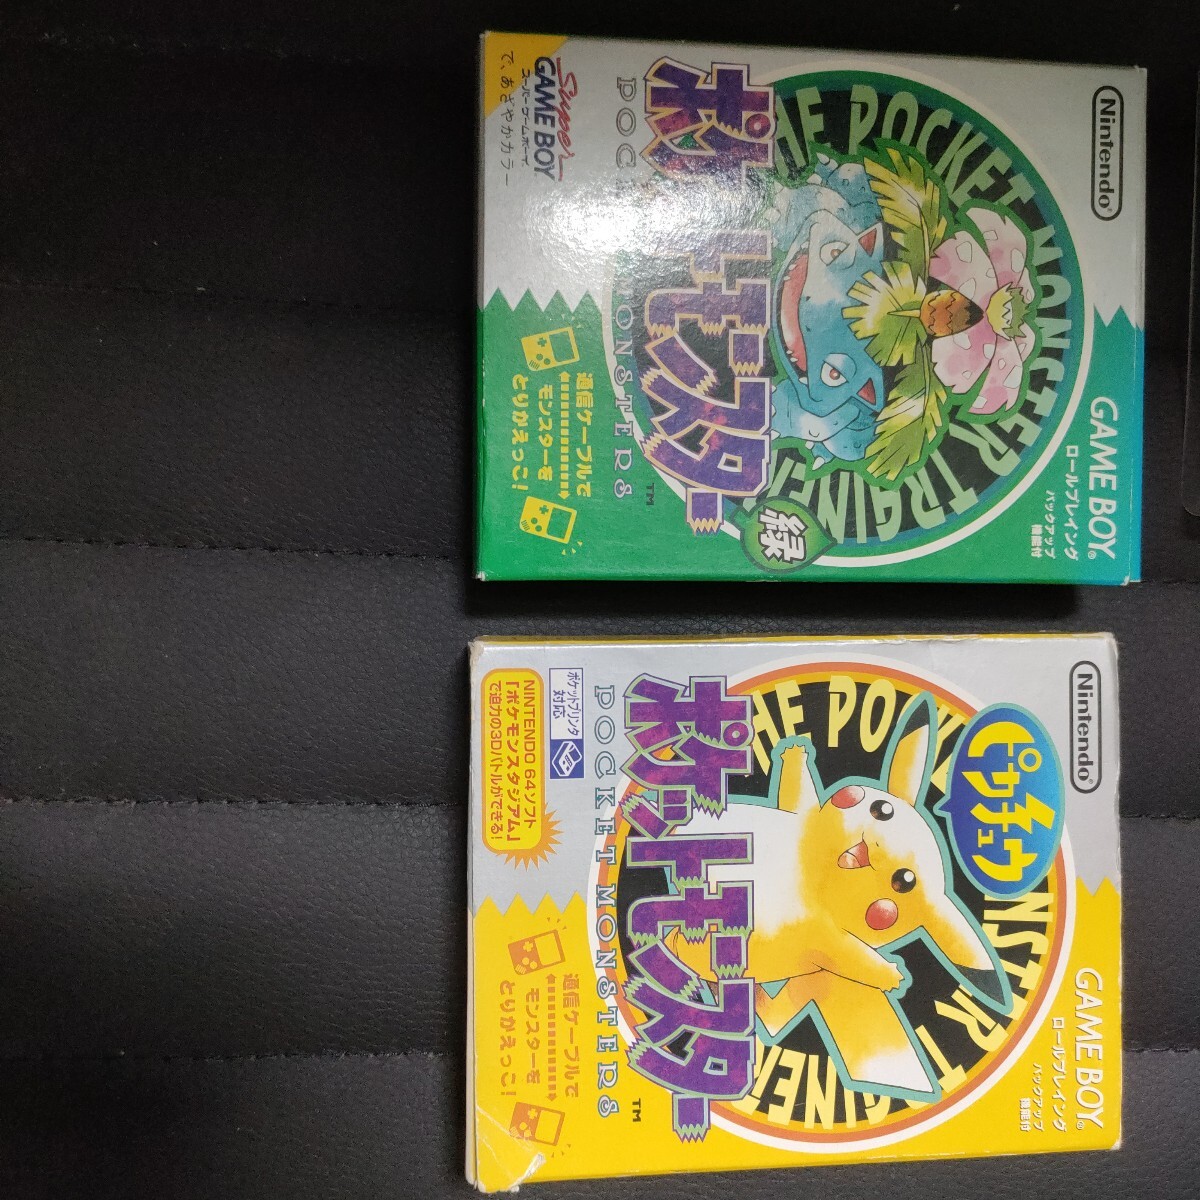 Nintendo®
GAME BOY®
ロールプレイング
バックアップ
機能付
THE POCKET MONSTER TRAINER
緑
ポケットモンスター
POCKET MONSTERS™
Super
GAME BOY
スーパーゲームボーイ
で、あざやかカラー
通信ケーブルで
モンスターを
とりかえっこ!
Nintendo®
GAME BOY®
ロールプレイング
バックアップ
機能付
THE POCKET MONSTER TRAINER
ピカチュウ
ポケットモンスター
POCKET MONSTERS™
ポケットプリンタ
対応
NINTENDO 64ソフト
「ポケモンスタジアム」
で迫力の3Dバトルができる!
通信ケーブルで
モンスターを
とりかえっこ!